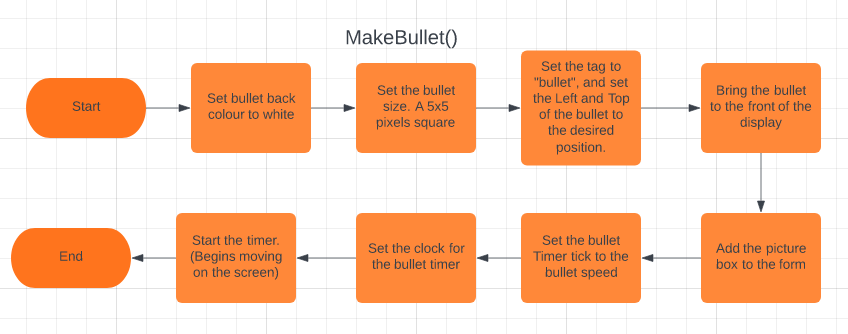 MakeBullet()
Start
Set bullet back
colour to white
Set the bullet
size. A 5x5
pixels square
Set the tag to
"bullet", and set
the Left and Top
of the bullet to
the desired
position.
Bring the bullet
to the front of the
display
End
Start the timer.
(Begins moving
on the screen)
Set the clock for
the bullet timer
Set the bullet
Timer tick to the
bullet speed
Add the picture
box to the form